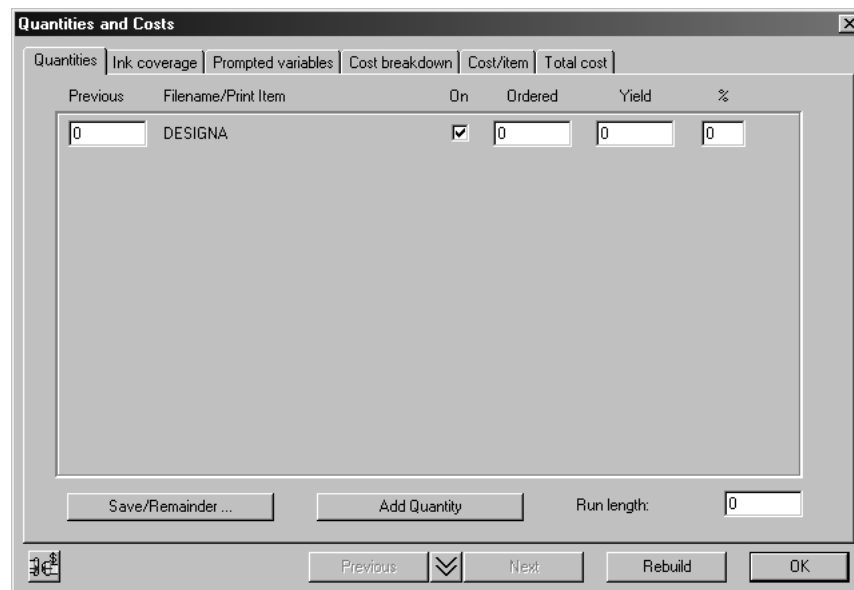 Quantities and Costs
Quantities Ink coverage Prompted variables Cost breakdown Cost/item Total cost
Previous Filename/Print Item On Ordered Yield %
0 DESIGNA 0 0 0
Save/Remainder ... Add Quantity Run length: 0
Previous Next Rebuild OK